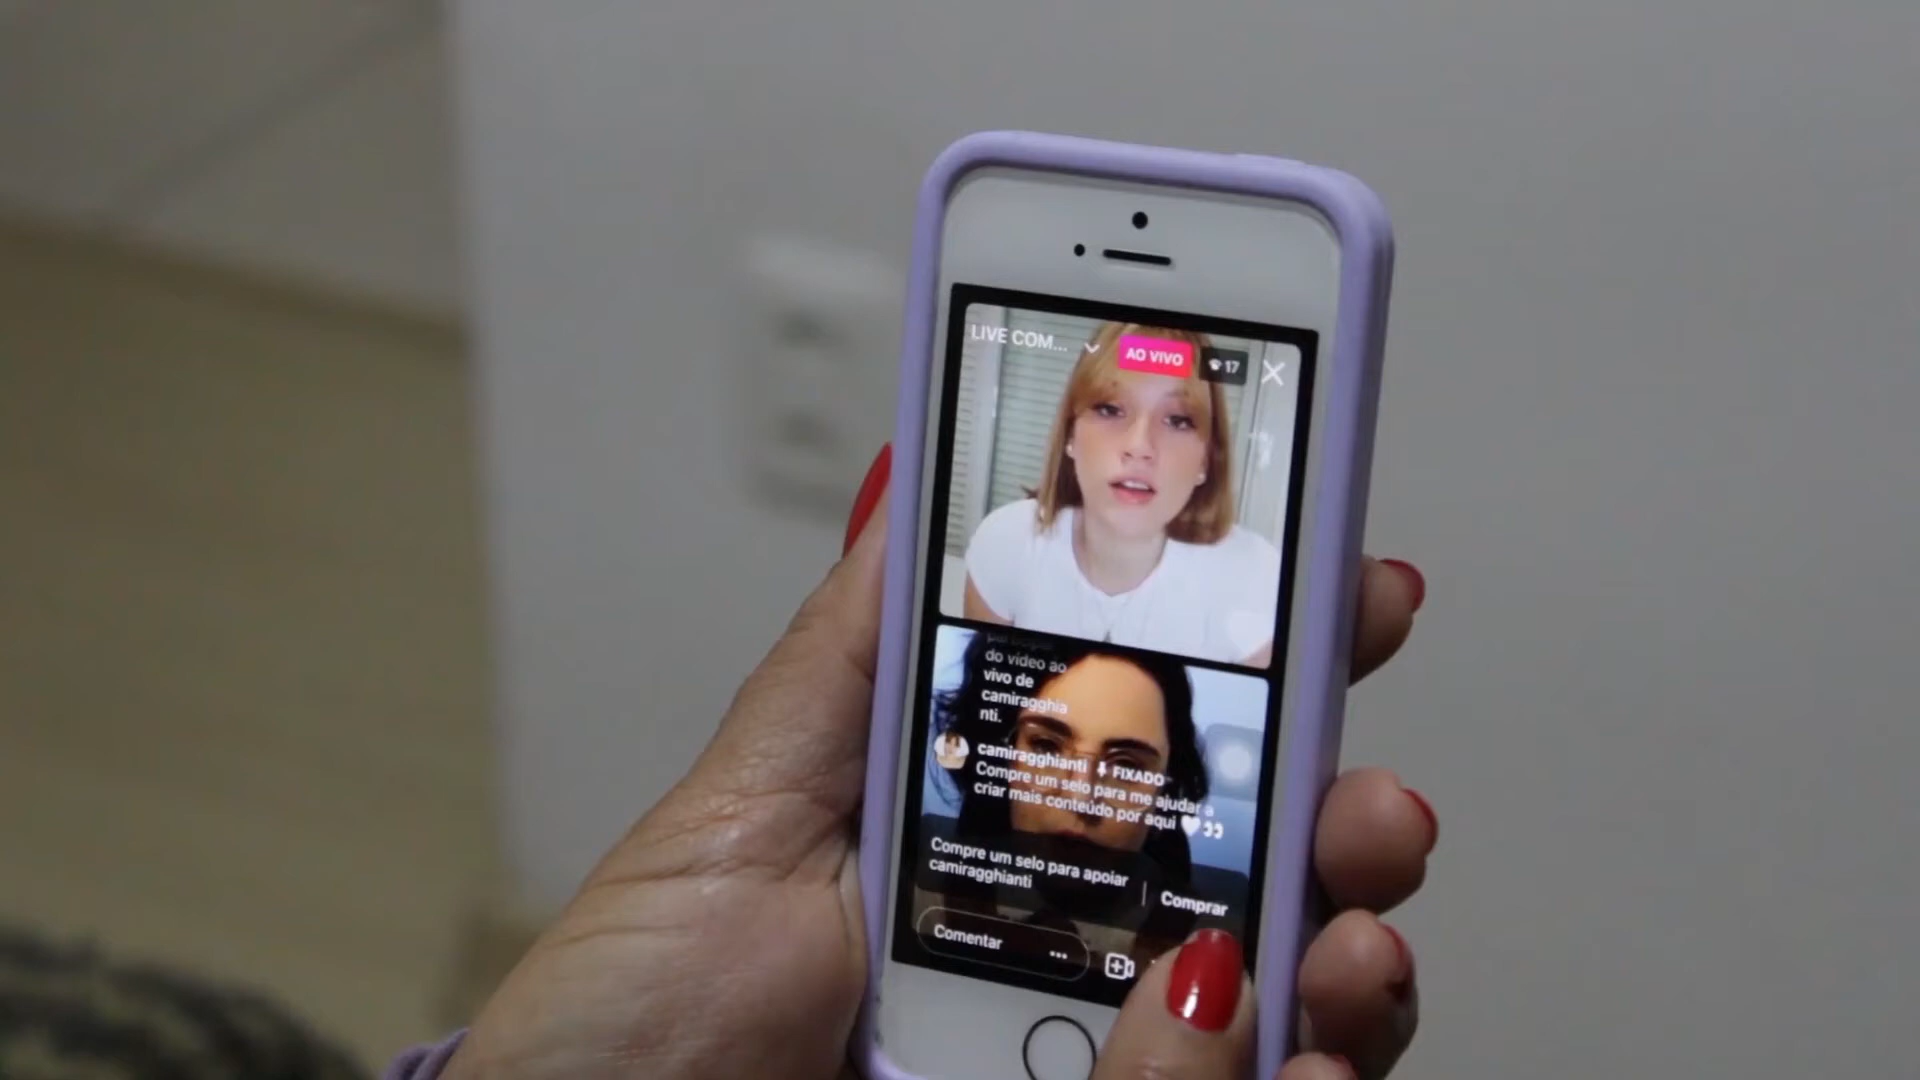 LIVE COM...
AO VIVO
17
do vídeo ao
vivo de
camiragghia
nti.
camiragghianti FIXADO
Compre um selo para me ajudar a
criar mais conteúdo por aqui 🤍👀
Compre um selo para apoiar
camiragghianti
Comprar
Comentar